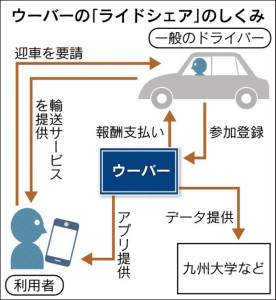 ウーバーの「ライドシェア」のしくみ
一般のドライバー
迎車を要請
輸送サービス
を提供
報酬支払い
参加登録
ウーバー
アプリ提供
データ提供
利用者
九州大学など